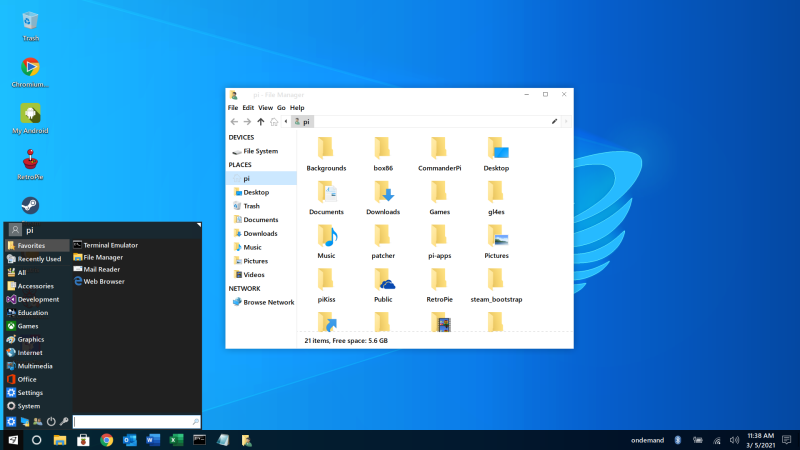 Trash
Chromium...
My Android
RetroPie
pi
Favorites
Recently Used
All
Accessories
Development
Education
Games
Graphics
Internet
Multimedia
Office
Settings
System
Terminal Emulator
File Manager
Mail Reader
Web Browser
pi - File Manager
File Edit View Go Help
pi
DEVICES
File System
PLACES
pi
Desktop
Trash
Documents
Downloads
Music
Pictures
Videos
NETWORK
Browse Network
Backgrounds box86 CommanderPi Desktop
Documents Downloads Games gl4es
Music patcher pi-apps Pictures
piKiss Public RetroPie steam_bootstrap
21 items, Free space: 5.6 GB
ondemand
11:38 AM
3/ 5/2021